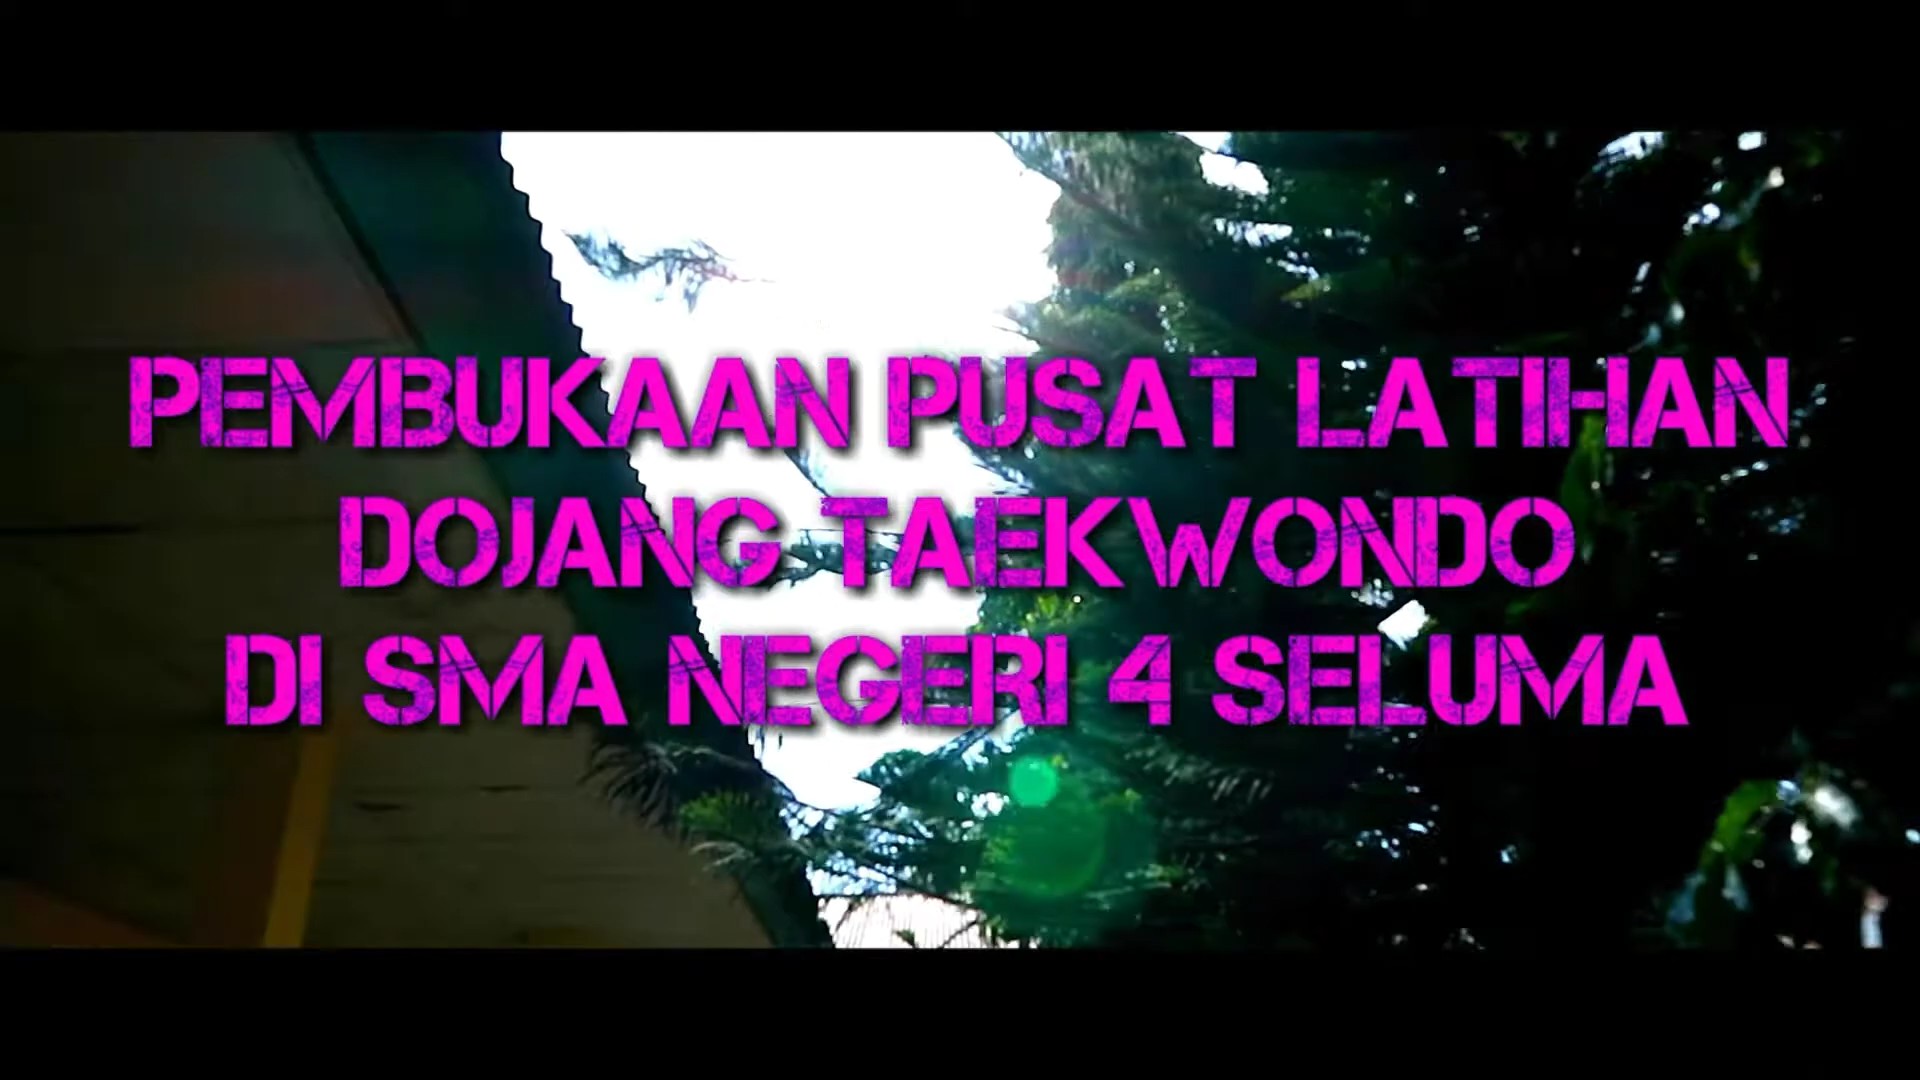 PEMBUKAAN PUSAT LATIHAN
DOJANG TAEKWONDO
DI SMA NEGERI 4 SELUMA